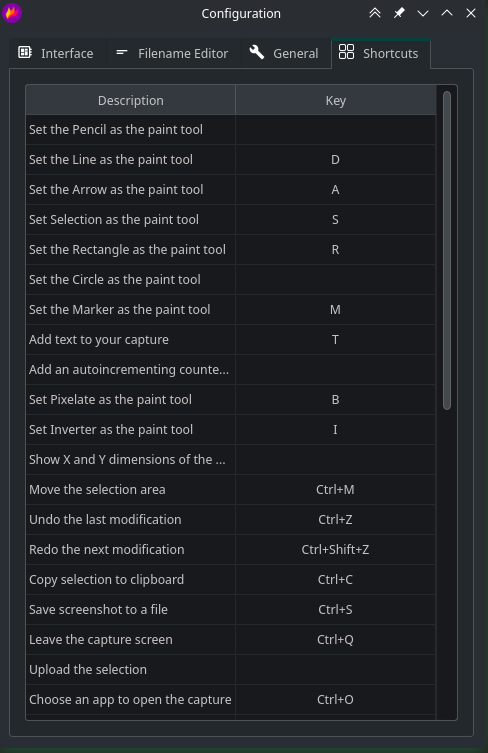 Configuration
Interface Filename Editor General Shortcuts
Description Key
Set the Pencil as the paint tool
Set the Line as the paint tool D
Set the Arrow as the paint tool A
Set Selection as the paint tool S
Set the Rectangle as the paint tool R
Set the Circle as the paint tool
Set the Marker as the paint tool M
Add text to your capture T
Add an autoincrementing counte...
Set Pixelate as the paint tool B
Set Inverter as the paint tool I
Show X and Y dimensions of the ...
Move the selection area Ctrl+M
Undo the last modification Ctrl+Z
Redo the next modification Ctrl+Shift+Z
Copy selection to clipboard Ctrl+C
Save screenshot to a file Ctrl+S
Leave the capture screen Ctrl+Q
Upload the selection
Choose an app to open the capture Ctrl+O